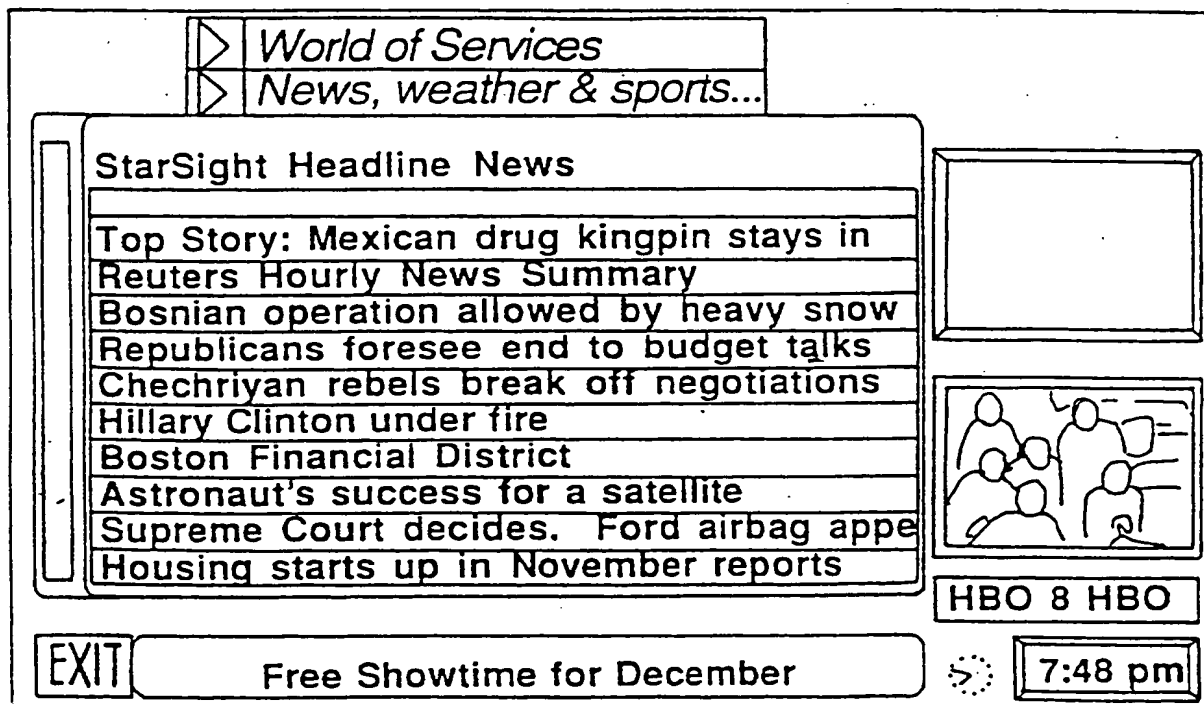 World of Services
News, weather & sports...
StarSight Headline News
Top Story: Mexican drug kingpin stays in
Reuters Hourly News Summary
Bosnian operation allowed by heavy snow
Republicans foresee end to budget talks
Chechriyan rebels break off negotiations
Hillary Clinton under fire
Boston Financial District
Astronaut's success for a satellite
Supreme Court decides. Ford airbag appe
Housing starts up in November reports
HBO 8 HBO
EXIT
Free Showtime for December
7:48 pm